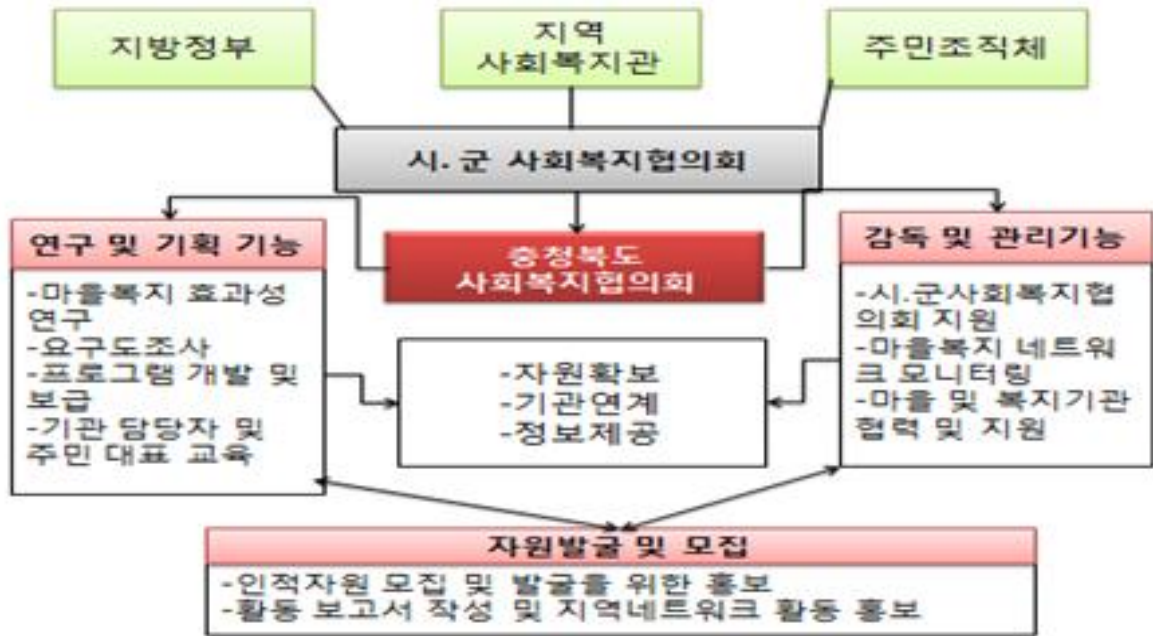 지방정부
지역
사회복지관
주민조직체
시.군 사회복지협의회
연구 및 기획 기능
-마을복지 효과성
연구
-요구도조사
-프로그램 개발 및
보급
-기관 담당자 및
주민 대표 교육
충청북도
사회복지협의회
감독 및 관리기능
-시.군사회복지협
의회 지원
-마을복지 네트워
크 모니터링
-마을 및 복지기관
협력 및 지원
-자원확보
-기관연계
-정보제공
자원발굴 및 모집
-인적자원 모집 및 발굴을 위한 홍보
-활동 보고서 작성 및 지역네트워크 활동 홍보